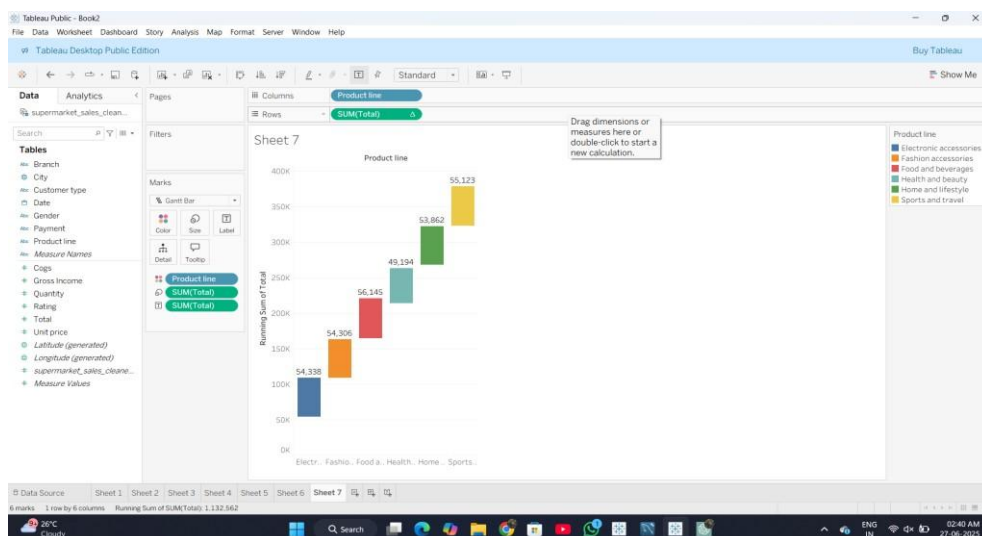 Tableau Public - Book2
File Data Worksheet Dashboard Story Analysis Map Format Server Window Help
Tableau Desktop Public Edition
Buy Tableau
Standard
Show Me
Data
Analytics
Pages
Columns
Product line
supermarket_sales_clean...
Rows
SUM(Total)
Drag dimensions or
measures here or
double-click to start a
new calculation.
Search
Tables
Abc Branch
City
Abc Customer type
Date
Abc Gender
Abc Payment
Abc Product line
Abc Measure Names
# Cogs
# Gross Income
# Quantity
# Rating
# Total
# Unit price
Latitude (generated)
Longitude (generated)
# supermarket_sales_cleane...
# Measure Values
Filters
Marks
Gantt Bar
Color
Size
Label
Detail
Tooltip
Product line
SUM(Total)
SUM(Total)
Sheet 7
Product line
Running Sum of Total
400K
350K
300K
250K
200K
150K
100K
50K
0K
54,338
54,306
56,145
49,194
53,862
55,123
Electr.. Fashio.. Food a.. Health.. Home .. Sports..
Product line
Electronic accessories
Fashion accessories
Food and beverages
Health and beauty
Home and lifestyle
Sports and travel
Data Source
Sheet 1
Sheet 2
Sheet 3
Sheet 4
Sheet 5
Sheet 6
Sheet 7
6 marks 1 row by 6 columns Running Sum of SUM(Total): 1,132,562
26°C
Cloudy
Search
ENG
IN
02:40 AM
27-06-2025